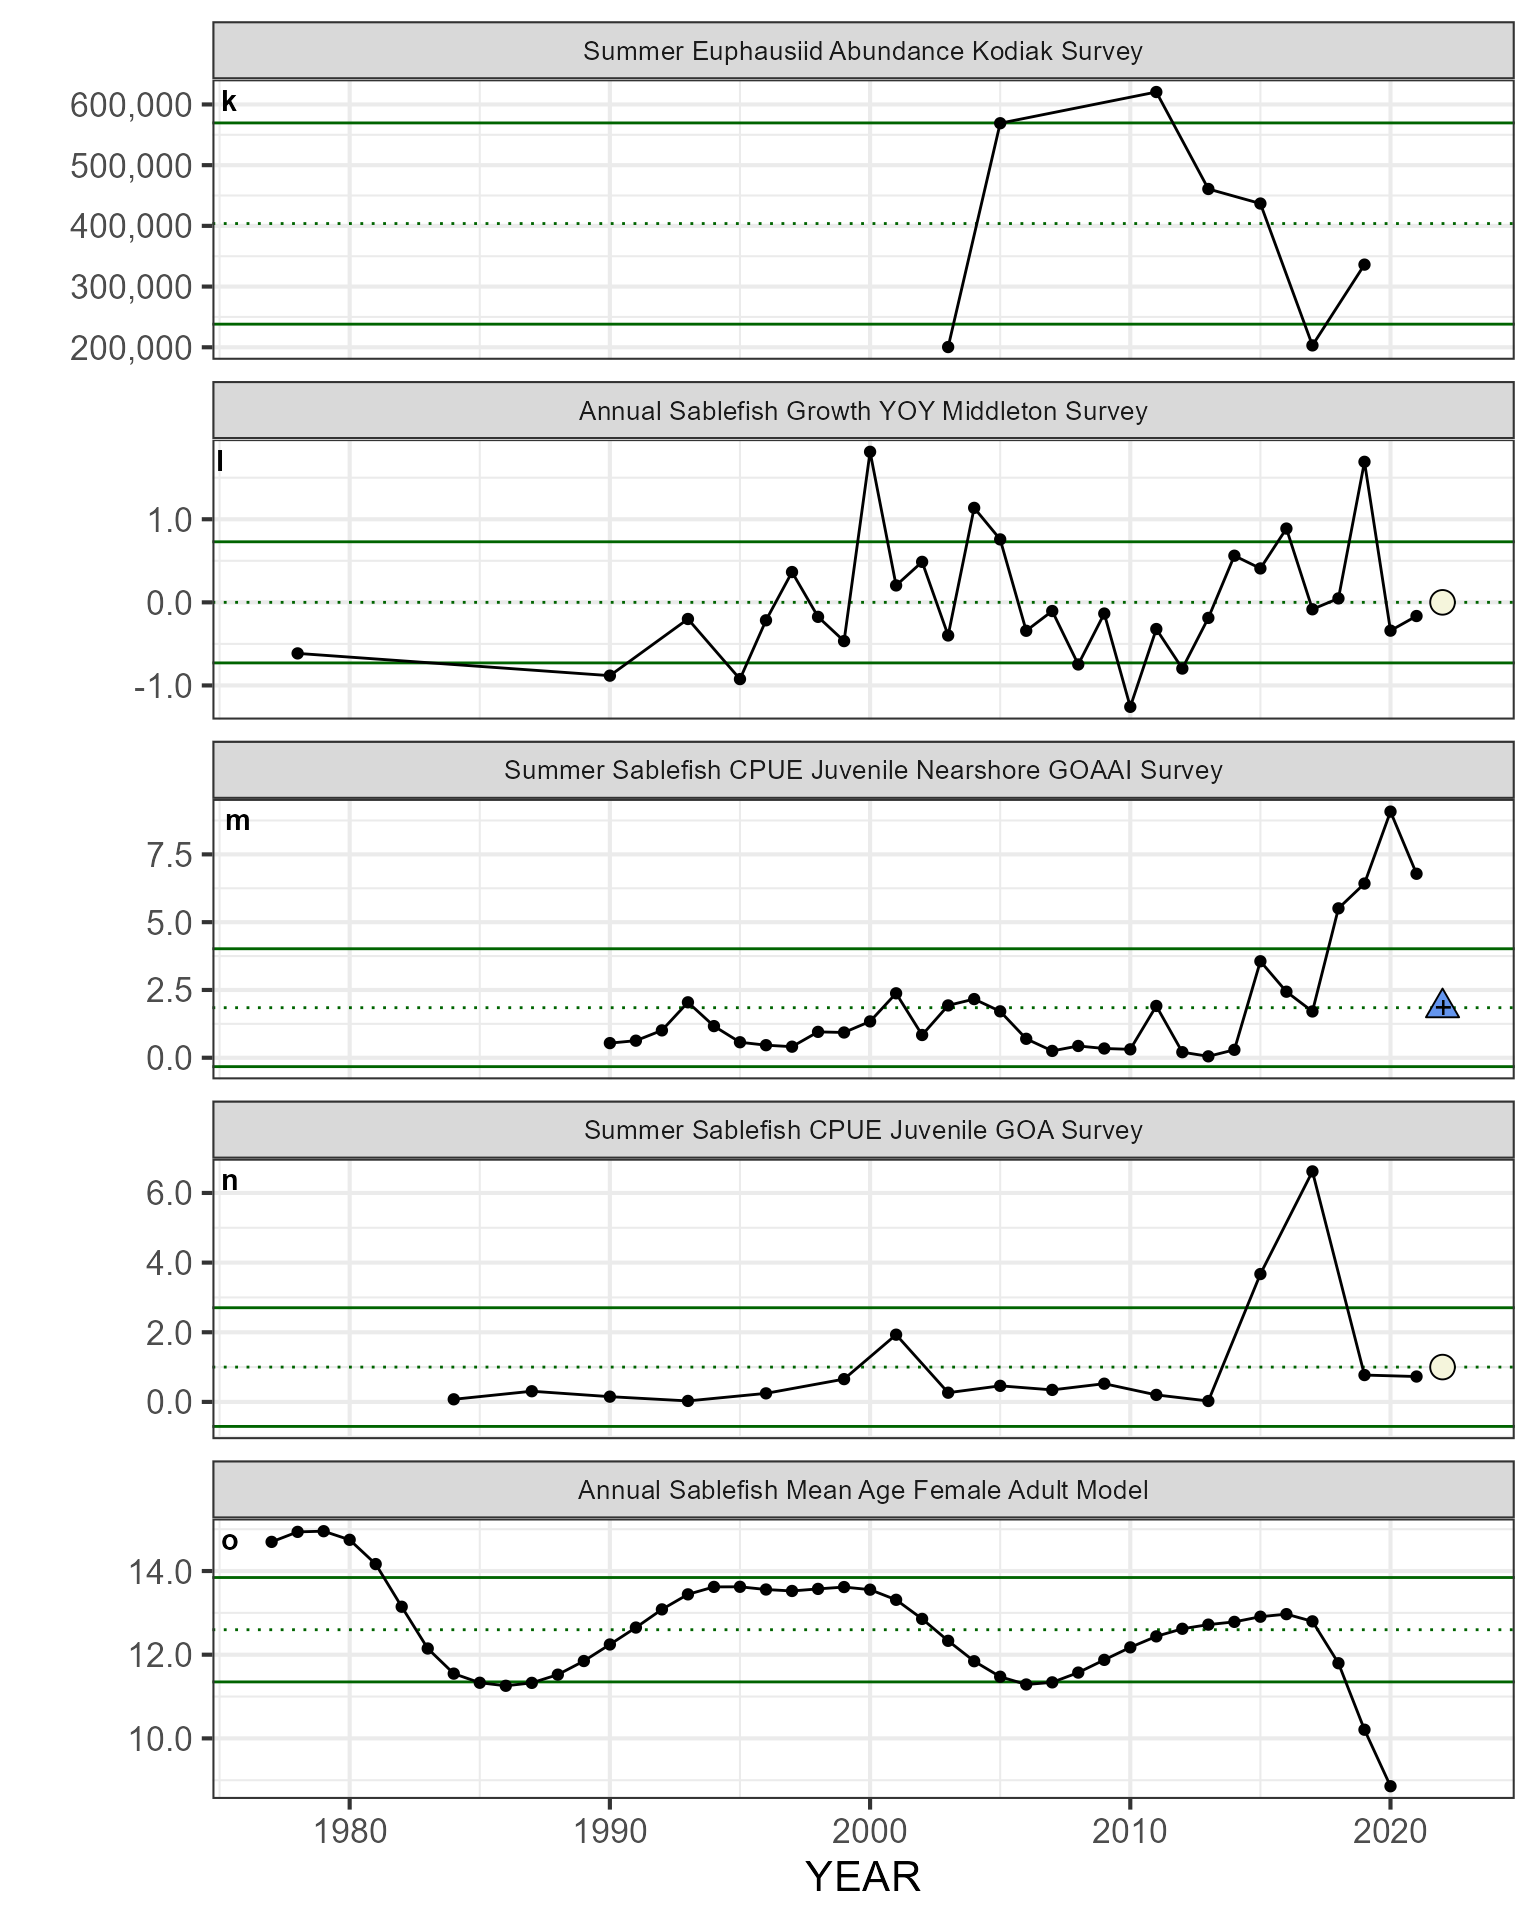 Summer Euphausiid Abundance Kodiak Survey
k
600,000
500,000
400,000
300,000
200,000
Annual Sablefish Growth YOY Middleton Survey
l
1.0
0.0
-1.0
Summer Sablefish CPUE Juvenile Nearshore GOAAI Survey
m
7.5
5.0
2.5
0.0
+
Summer Sablefish CPUE Juvenile GOA Survey
n
6.0
4.0
2.0
0.0
Annual Sablefish Mean Age Female Adult Model
o
14.0
12.0
10.0
1980 1990 2000 2010 2020
YEAR